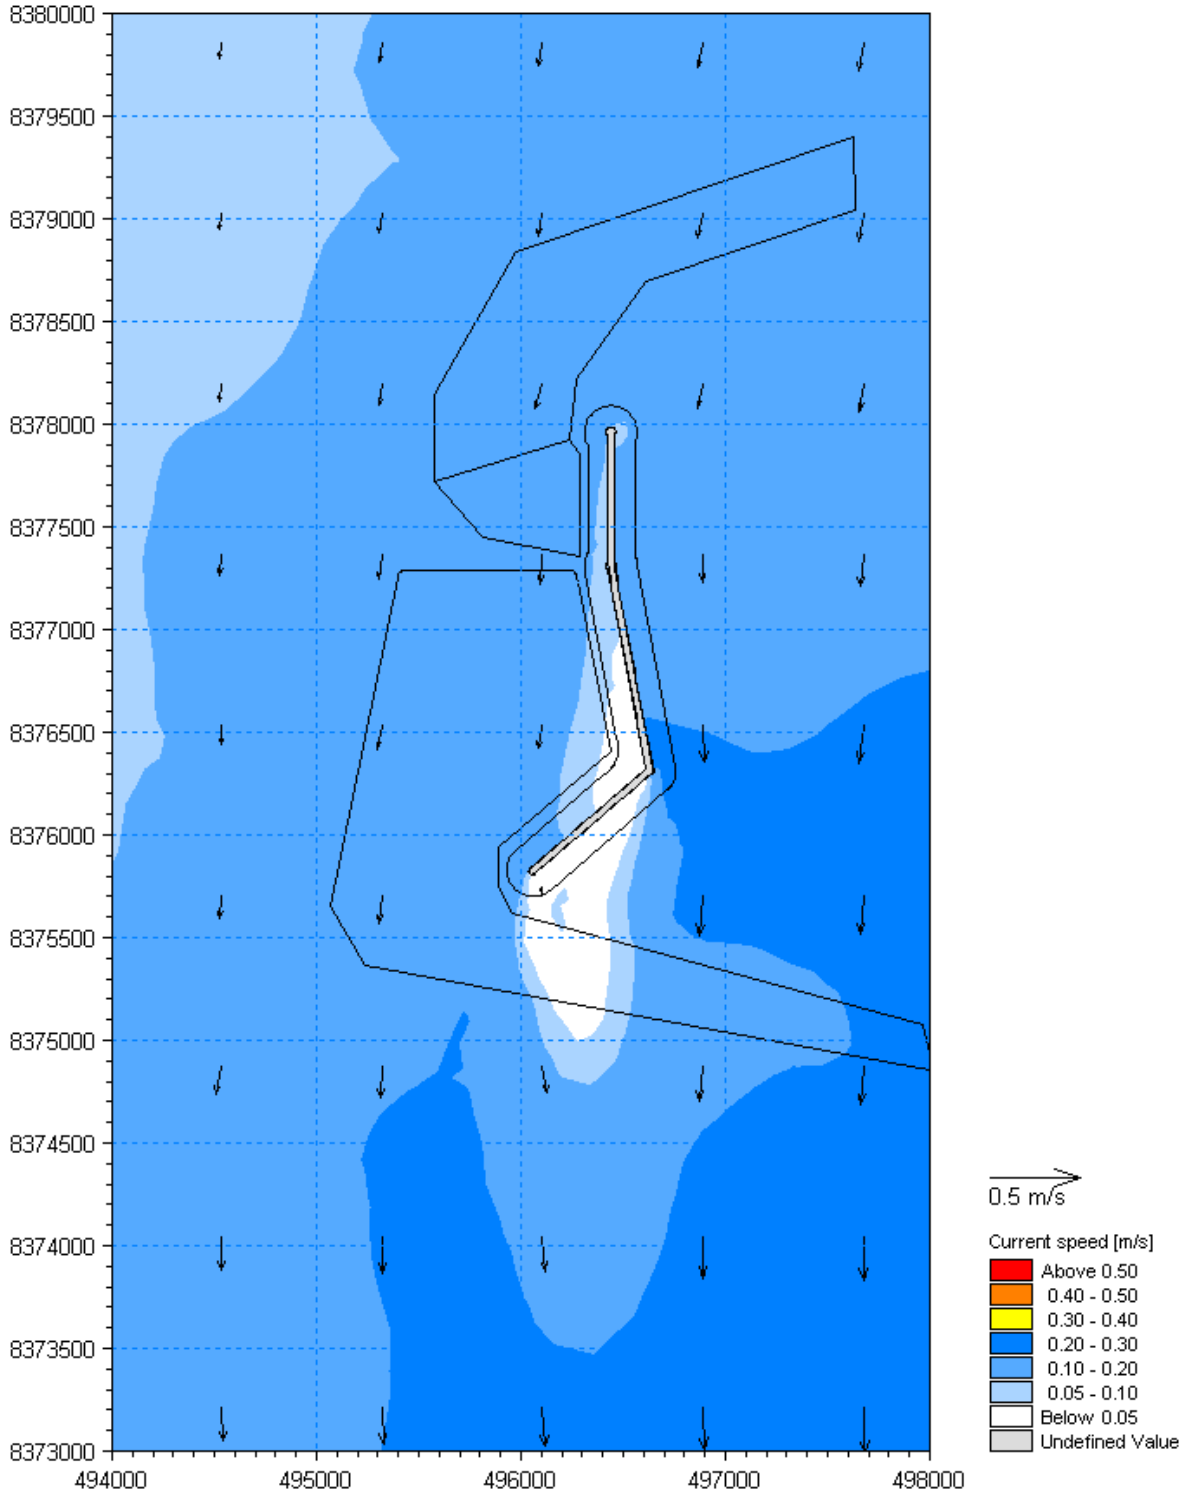 8380000
8379500
8379000
8378500
8378000
8377500
8377000
8376500
8376000
8375500
8375000
8374500
8374000
8373500
8373000
494000 495000 496000 497000 498000
0.5 m/s
Current speed [m/s]
Above 0.50
0.40 - 0.50
0.30 - 0.40
0.20 - 0.30
0.10 - 0.20
0.05 - 0.10
Below 0.05
Undefined Value